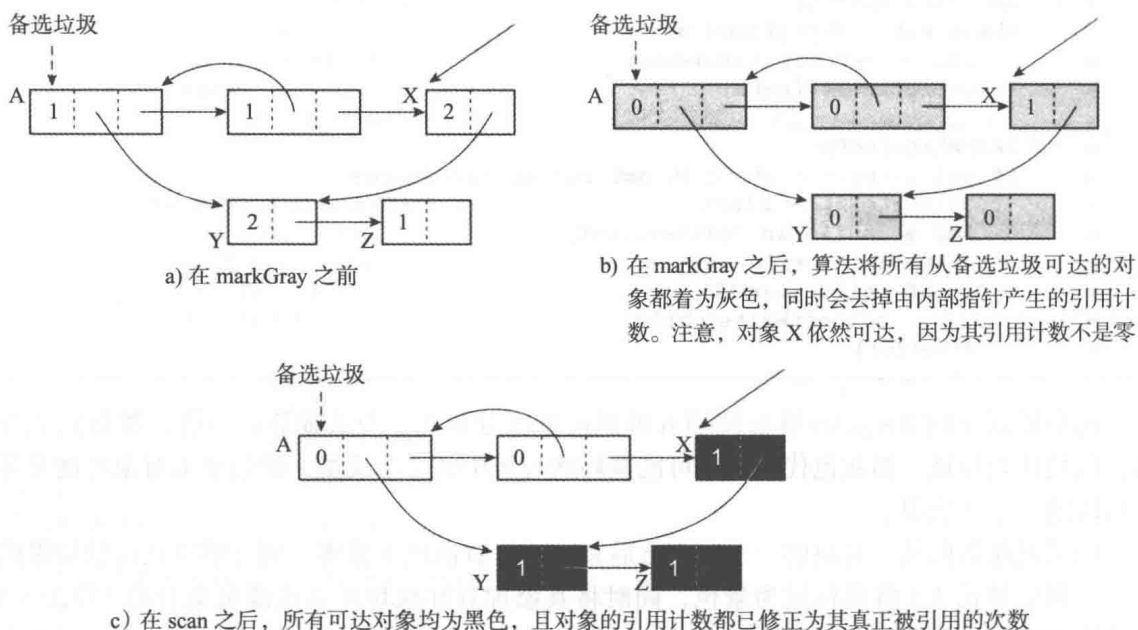 备选垃圾
A
1
1
X
2
2
Y
1
Z
a) 在 markGray 之前
备选垃圾
A
0
0
X
1
0
Y
0
Z
b) 在 markGray 之后，算法将所有从备选垃圾可达的对
象都着为灰色，同时会去掉由内部指针产生的引用计
数。注意，对象 X 依然可达，因为其引用计数不是零
备选垃圾
A
0
0
X
1
Y
1
Z
1
c) 在 scan 之后，所有可达对象均为黑色，且对象的引用计数都已修正为其真正被引用的次数